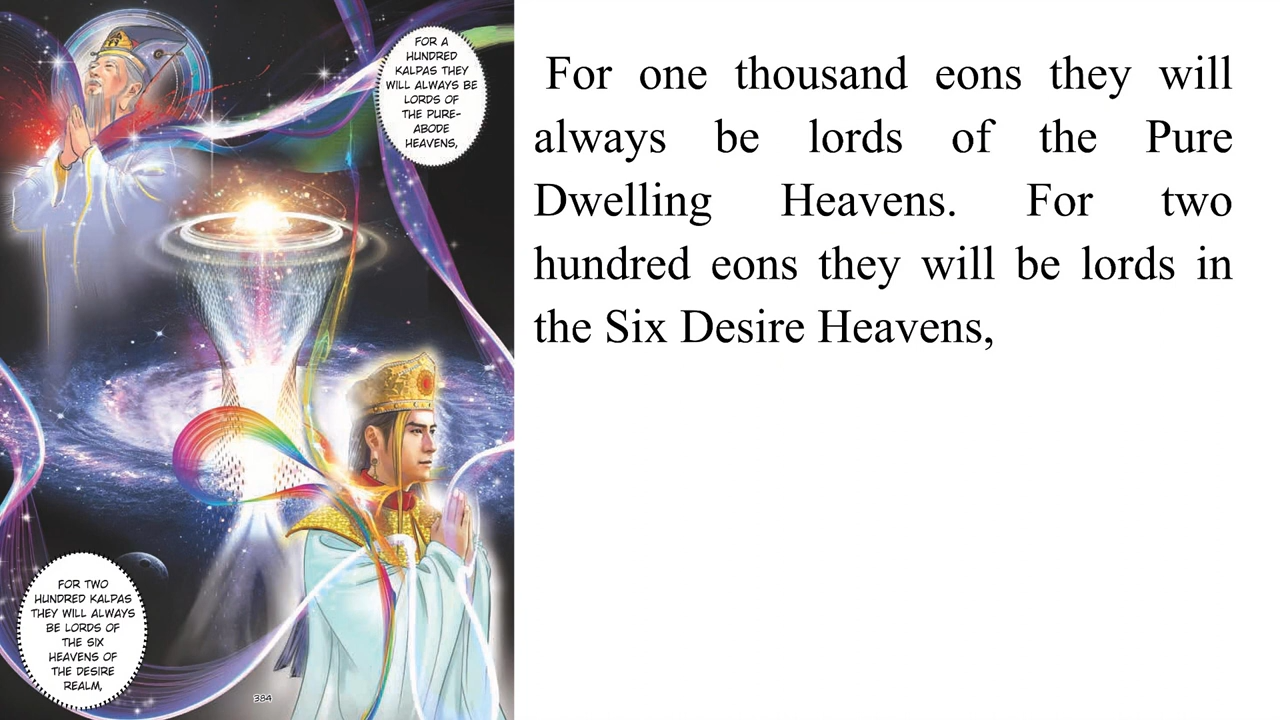 FOR A
HUNDRED
KALPAS THEY
WILL ALWAYS BE
LORDS OF
THE PURE-
ABODE
HEAVENS,
FOR TWO
HUNDRED KALPAS
THEY WILL ALWAYS
BE LORDS OF
THE SIX
HEAVENS OF
THE DESIRE
REALM,
384
For one thousand eons they will
always be lords of the Pure
Dwelling Heavens. For two
hundred eons they will be lords in
the Six Desire Heavens,